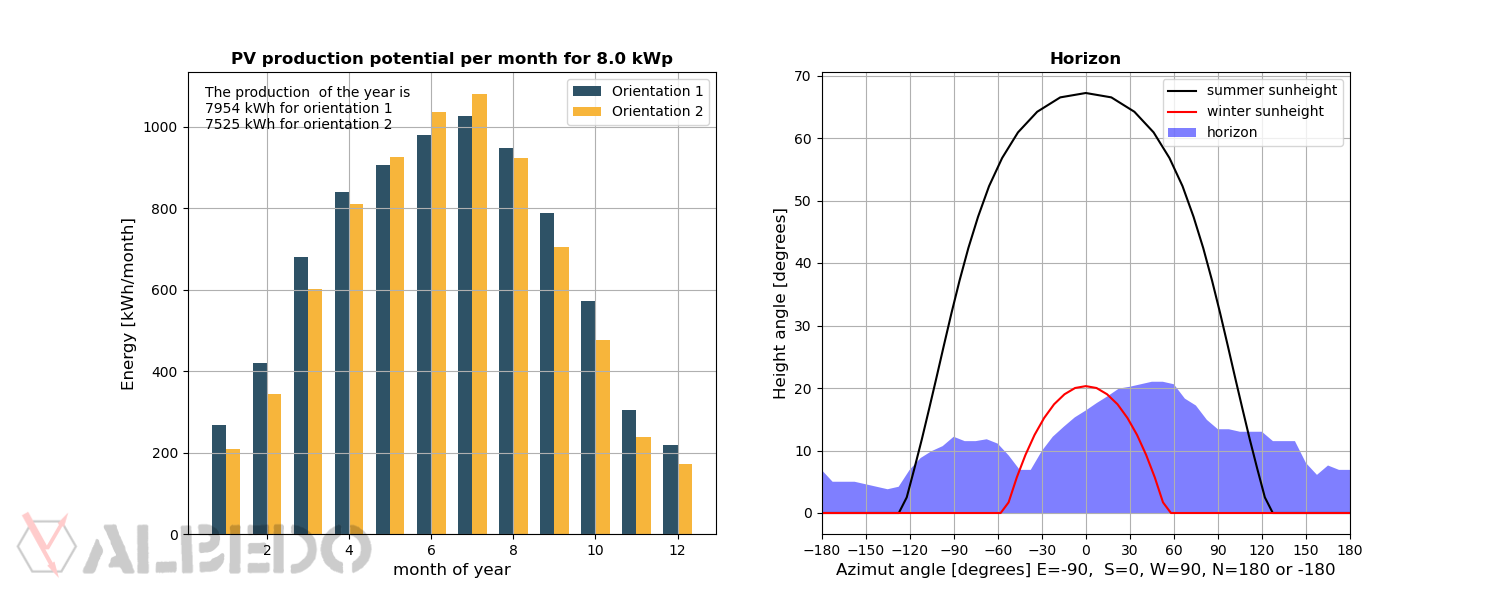 PV production potential per month for 8.0 kWp
The production  of the year is
7954 kWh for orientation 1
7525 kWh for orientation 2
Orientation 1
Orientation 2
Energy [kWh/month]
1000
800
600
400
200
0
2 4 6 8 10 12
month of year
ALBEDO
Horizon
summer sunheight
winter sunheight
horizon
Height angle [degrees]
70
60
50
40
30
20
10
0
−180 −150 −120 −90 −60 −30 0 30 60 90 120 150 180
Azimut angle [degrees] E=-90,  S=0, W=90, N=180 or -180